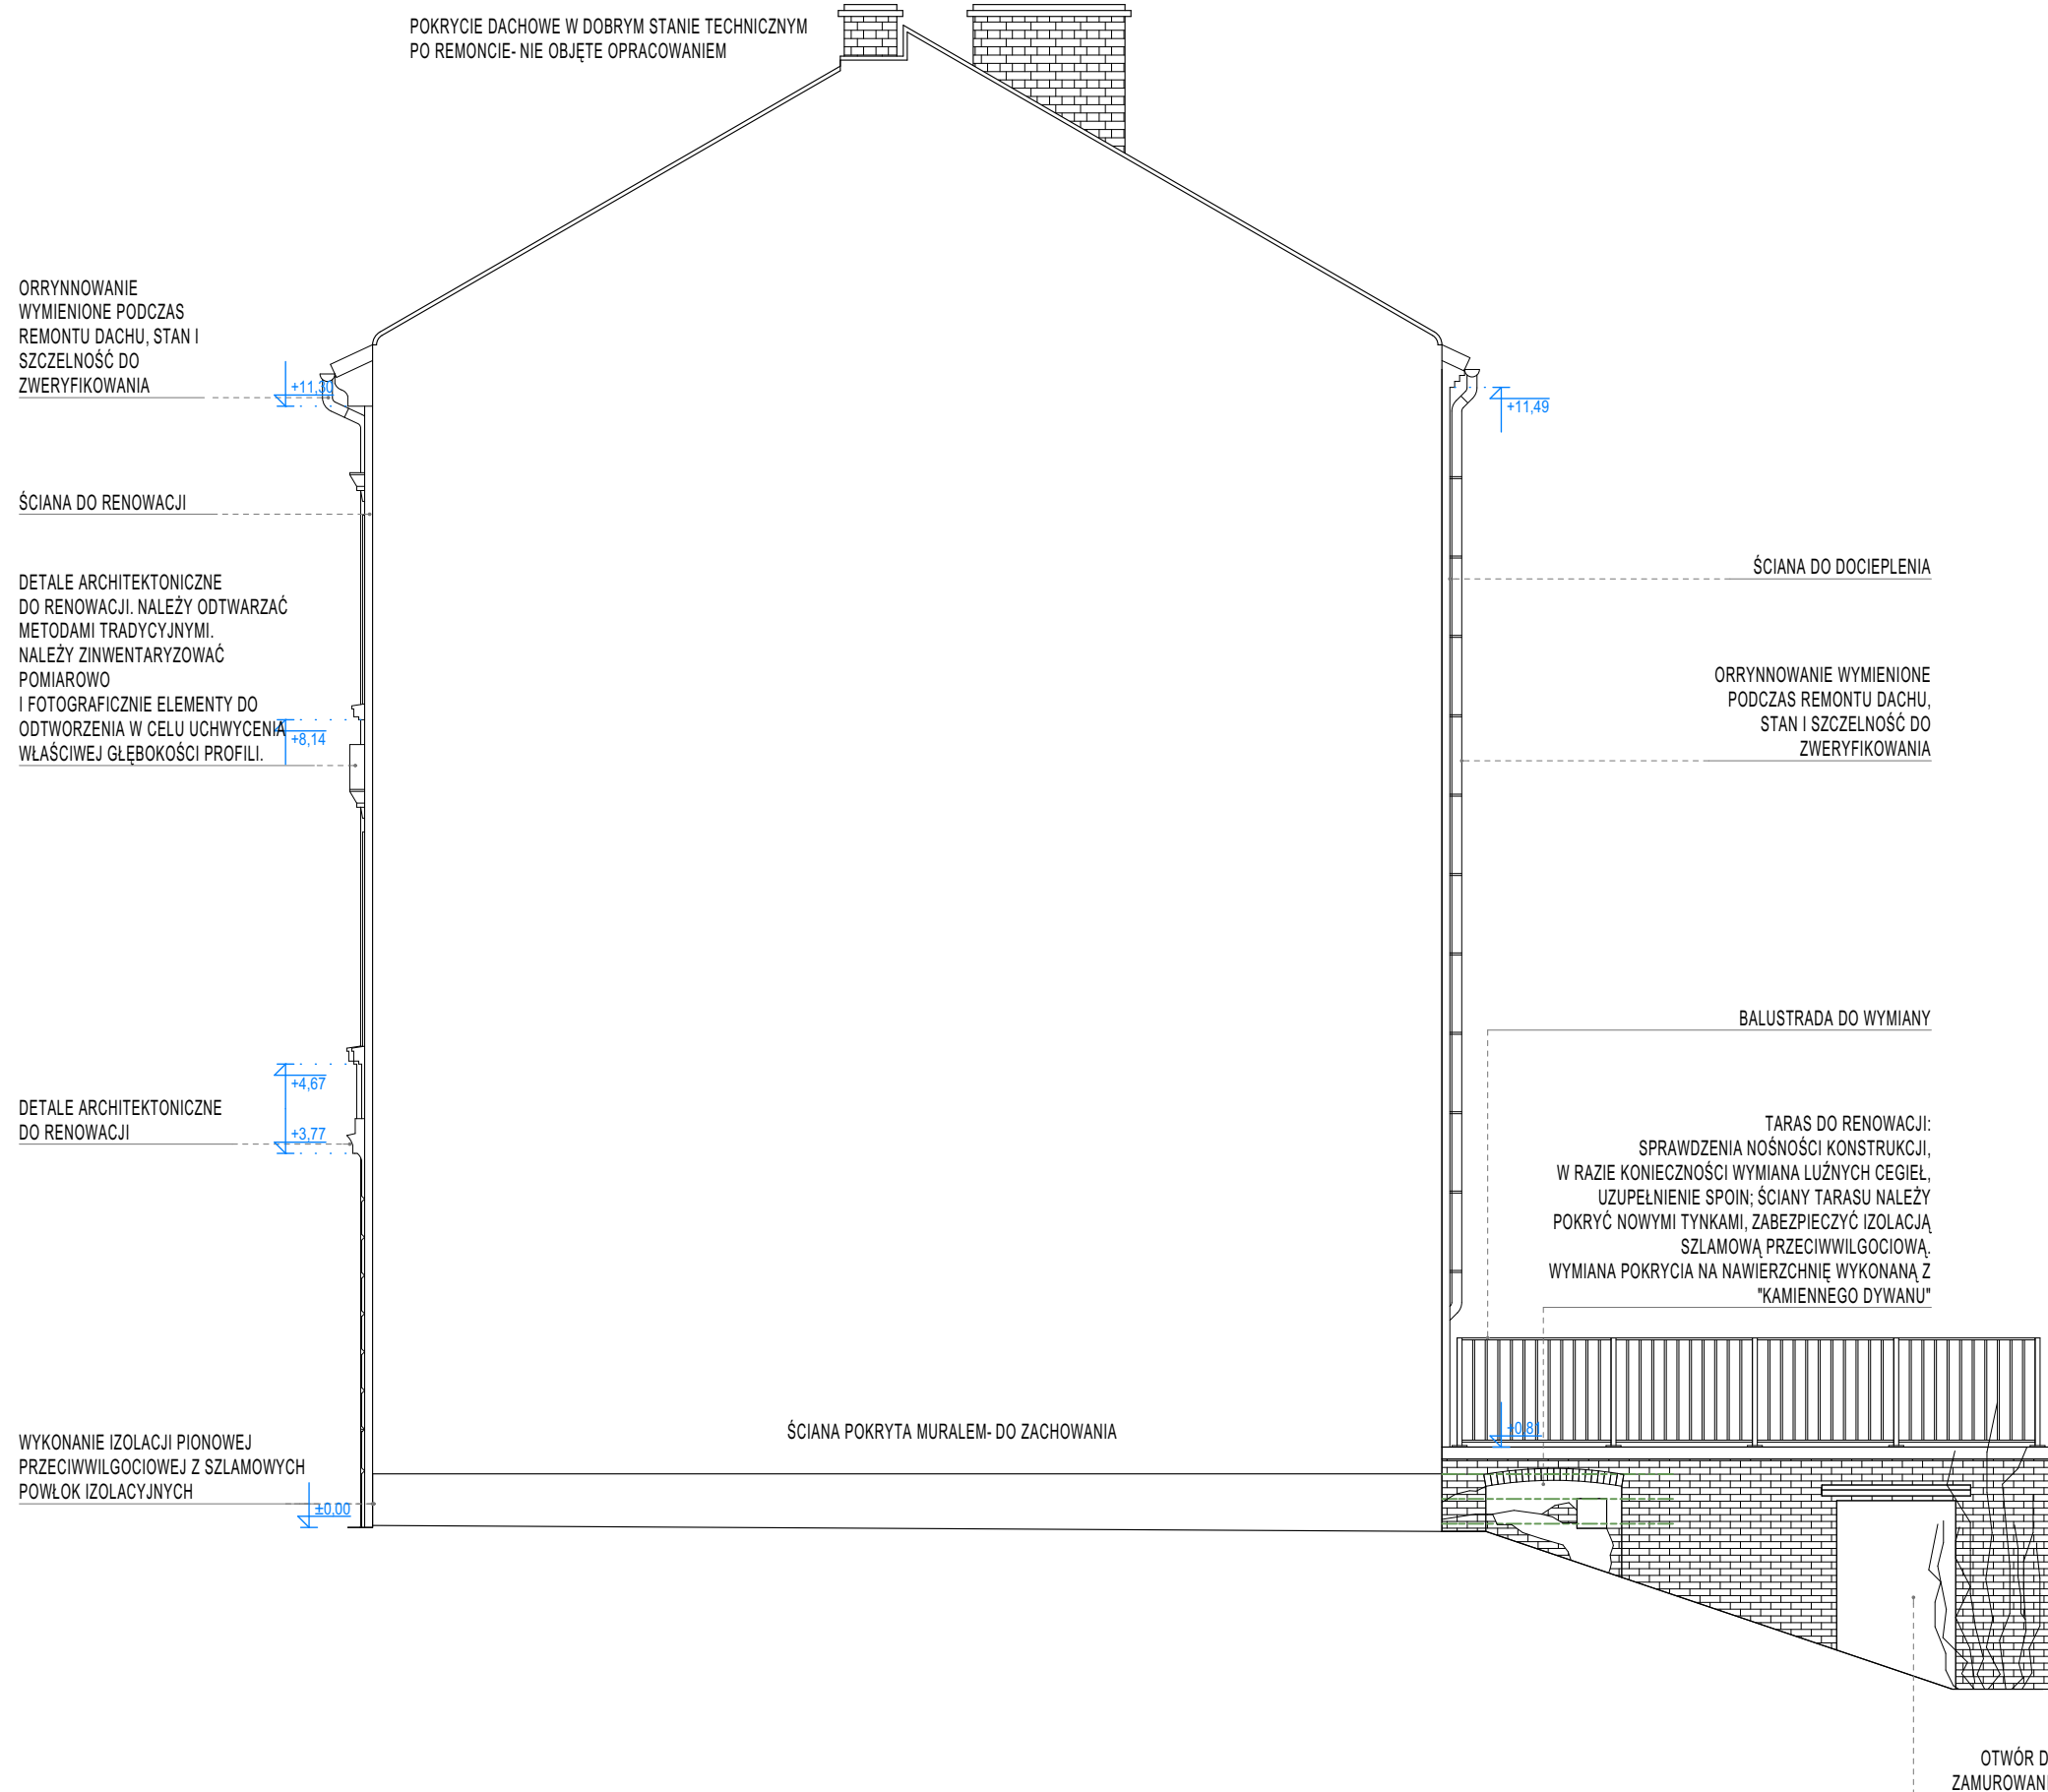 POKRYCIE DACHOWE W DOBRYM STANIE TECHNICZNYM
PO REMONCIE- NIE OBJĘTE OPRACOWANIEM
ORRYNNOWANIE
WYMIENIONE PODCZAS
REMONTU DACHU, STAN I
SZCZELNOŚĆ DO
ZWERYFIKOWANIA
+11,30
+11,49
ŚCIANA DO RENOWACJI
DETALE ARCHITEKTONICZNE
DO RENOWACJI. NALEŻY ODTWARZAĆ
METODAMI TRADYCYJNYMI.
NALEŻY ZINWENTARYZOWAĆ
POMIAROWO
I FOTOGRAFICZNIE ELEMENTY DO
ODTWORZENIA W CELU UCHWYCENIA
WŁAŚCIWEJ GŁĘBOKOŚCI PROFILI.
+8,14
ŚCIANA DO DOCIEPLENIA
ORRYNNOWANIE WYMIENIONE
PODCZAS REMONTU DACHU,
STAN I SZCZELNOŚĆ DO
ZWERYFIKOWANIA
BALUSTRADA DO WYMIANY
+4,67
+3,77
DETALE ARCHITEKTONICZNE
DO RENOWACJI
TARAS DO RENOWACJI:
SPRAWDZENIA NOŚNOŚCI KONSTRUKCJI,
W RAZIE KONIECZNOŚCI WYMIANA LUŹNYCH CEGIEŁ,
UZUPEŁNIENIE SPOIN; ŚCIANY TARASU NALEŻY
POKRYĆ NOWYMI TYNKAMI, ZABEZPIECZYĆ IZOLACJĄ
SZLAMOWĄ PRZECIWWILGOCIOWĄ.
WYMIANA POKRYCIA NA NAWIERZCHNIĘ WYKONANĄ Z
"KAMIENNEGO DYWANU"
ŚCIANA POKRYTA MURALEM- DO ZACHOWANIA
+0,81
WYKONANIE IZOLACJI PIONOWEJ
PRZECIWWILGOCIOWEJ Z SZLAMOWYCH
POWŁOK IZOLACYJNYCH
±0,00
OTWÓR D
ZAMUROWANI